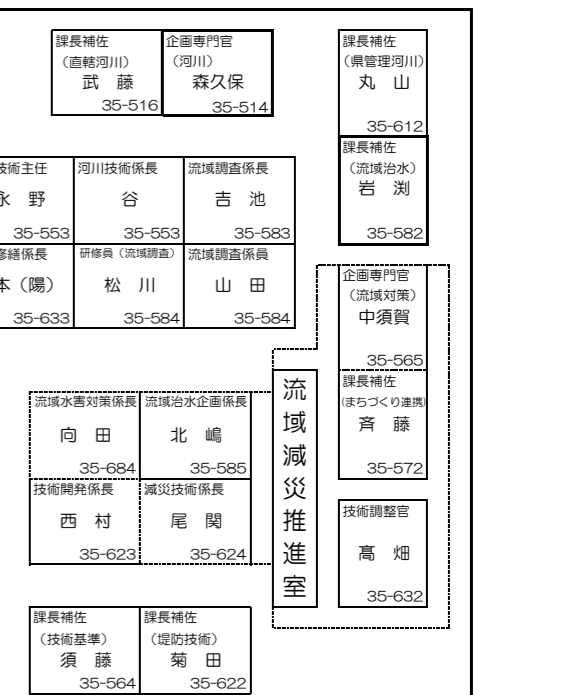 課長補佐
（直轄河川）
武　藤
35-516
企画専門官
（河川）
森久保
35-514
課長補佐
（県管理河川）
丸　山
35-612
課長補佐
（流域治水）
岩　渕
35-582
技術主任
永　野
35-553
河川技術係長
谷
35-553
流域調査係長
吉　池
35-583
修繕係長
本（陽）
35-633
研修員（流域調査）
松　川
35-584
流域調査係員
山　田
35-584
企画専門官
（流域対策）
中須賀
35-565
課長補佐
（まちづくり連携）
斉　藤
35-572
流域減災推進室
流域水害対策係長
向　田
35-684
流域治水企画係長
北　嶋
35-585
技術開発係長
西　村
35-623
減災技術係長
尾　関
35-624
技術調整官
髙　畑
35-632
課長補佐
（技術基準）
須　藤
35-564
課長補佐
（堤防技術）
菊　田
35-622